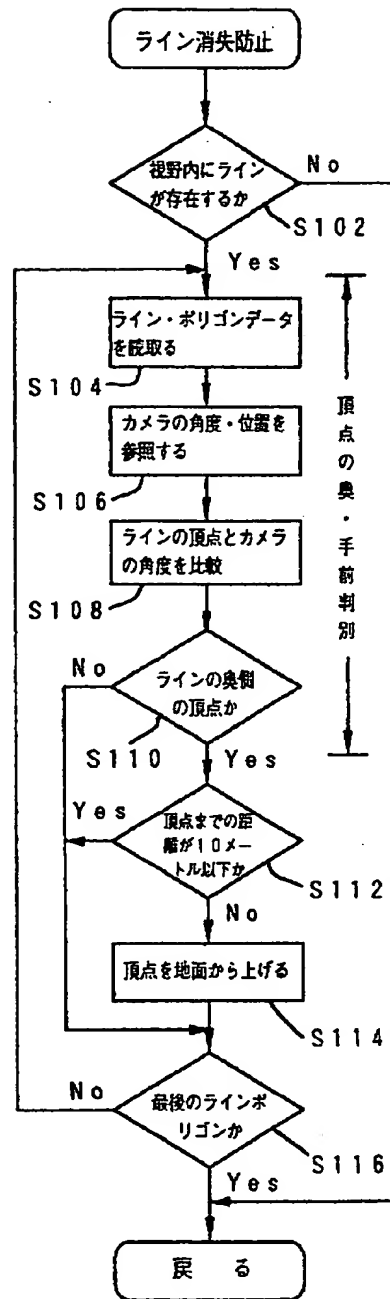 ライン消失防止
視野内にライン
が存在するか
No
S102
Yes
ライン・ポリゴンデータ
を読取る
S104
カメラの角度・位置を
参照する
S106
ラインの頂点とカメラ
の角度を比較
S108
頂点の奥・手前判別
No
ラインの奥側
の頂点か
S110
Yes
Yes
頂点までの距
離が10メー
トル以下か
S112
No
頂点を地面から上げる
S114
No
最後のラインポ
リゴンか
S116
Yes
戻る